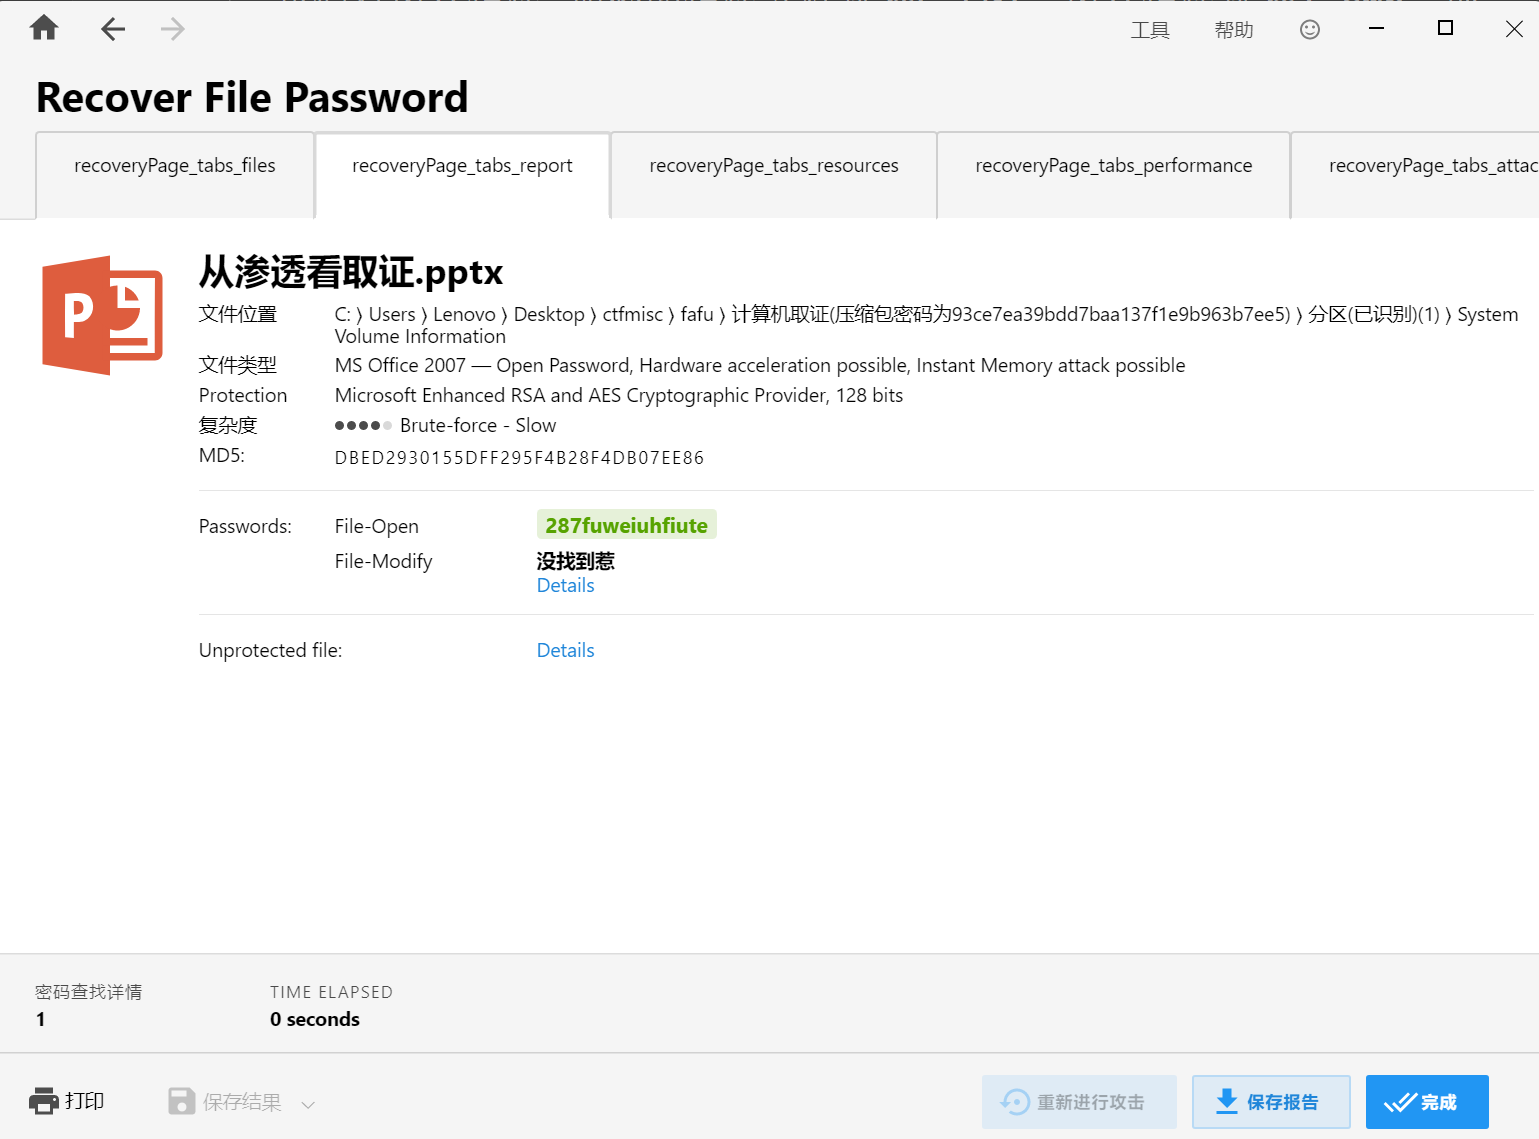 工具 帮助
Recover File Password
recoveryPage_tabs_files recoveryPage_tabs_report recoveryPage_tabs_resources recoveryPage_tabs_performance recoveryPage_tabs_attac
从渗透看取证.pptx
文件位置 C: ⟩ Users ⟩ Lenovo ⟩ Desktop ⟩ ctfmisc ⟩ fafu ⟩ 计算机取证(压缩包密码为93ce7ea39bdd7baa137f1e9b963b7ee5) ⟩ 分区(已识别)(1) ⟩ System
Volume Information
文件类型 MS Office 2007 — Open Password, Hardware acceleration possible, Instant Memory attack possible
Protection Microsoft Enhanced RSA and AES Cryptographic Provider, 128 bits
复杂度 Brute-force - Slow
MD5: DBED2930155DFF295F4B28F4DB07EE86
Passwords: File-Open 287fuweiuhfiute
File-Modify 没找到惹
Details
Unprotected file: Details
密码查找详情 TIME ELAPSED
1 0 seconds
打印 保存结果 重新进行攻击 保存报告 完成